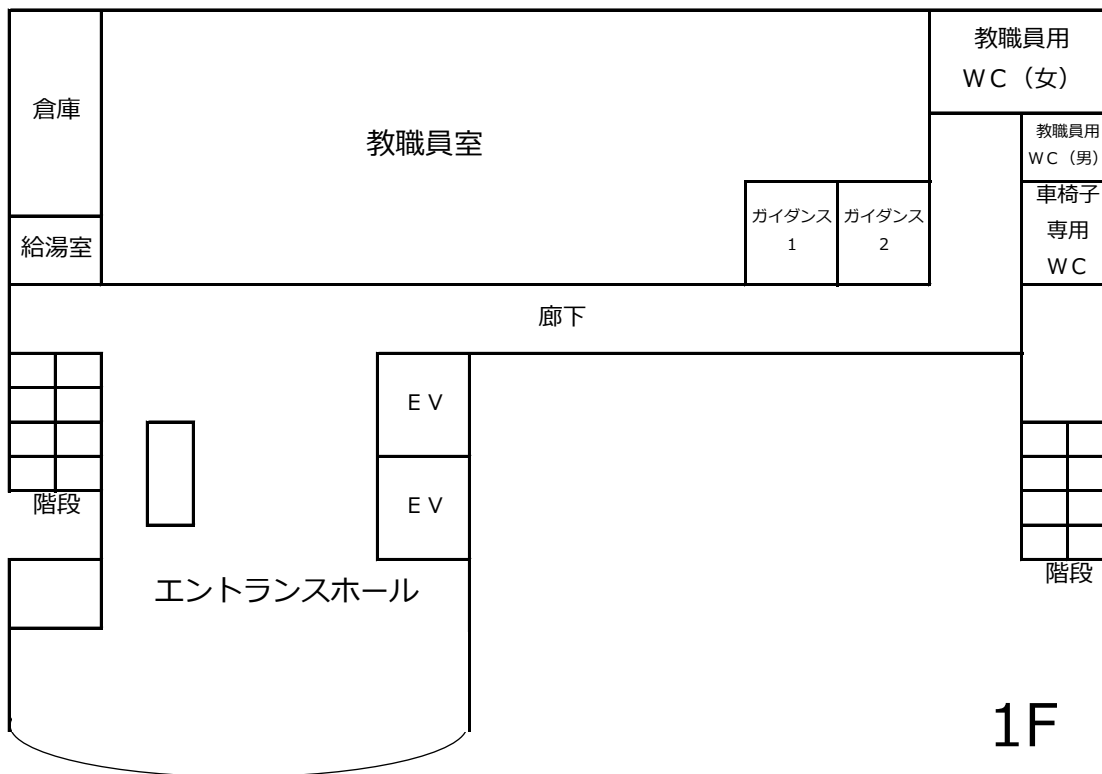 教職員用
ＷＣ（女）
倉庫
教職員室
教職員用
ＷＣ（男）
車椅子
専用
ＷＣ
ガイダンス
1
ガイダンス
2
給湯室
廊下
ＥＶ
ＥＶ
階段
エントランスホール
階段
1F